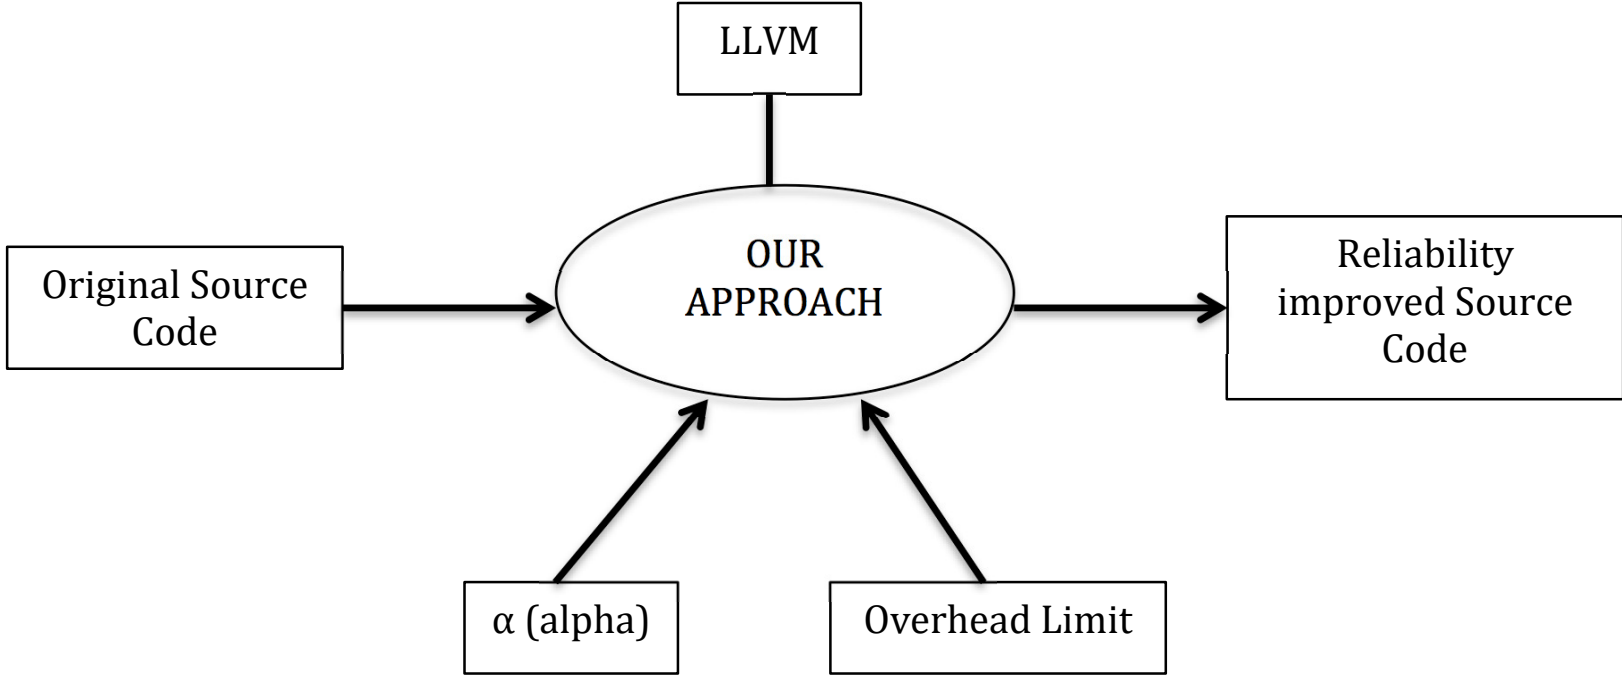 LLVM
Original Source
Code
OUR
APPROACH
Reliability
improved Source
Code
α (alpha)
Overhead Limit